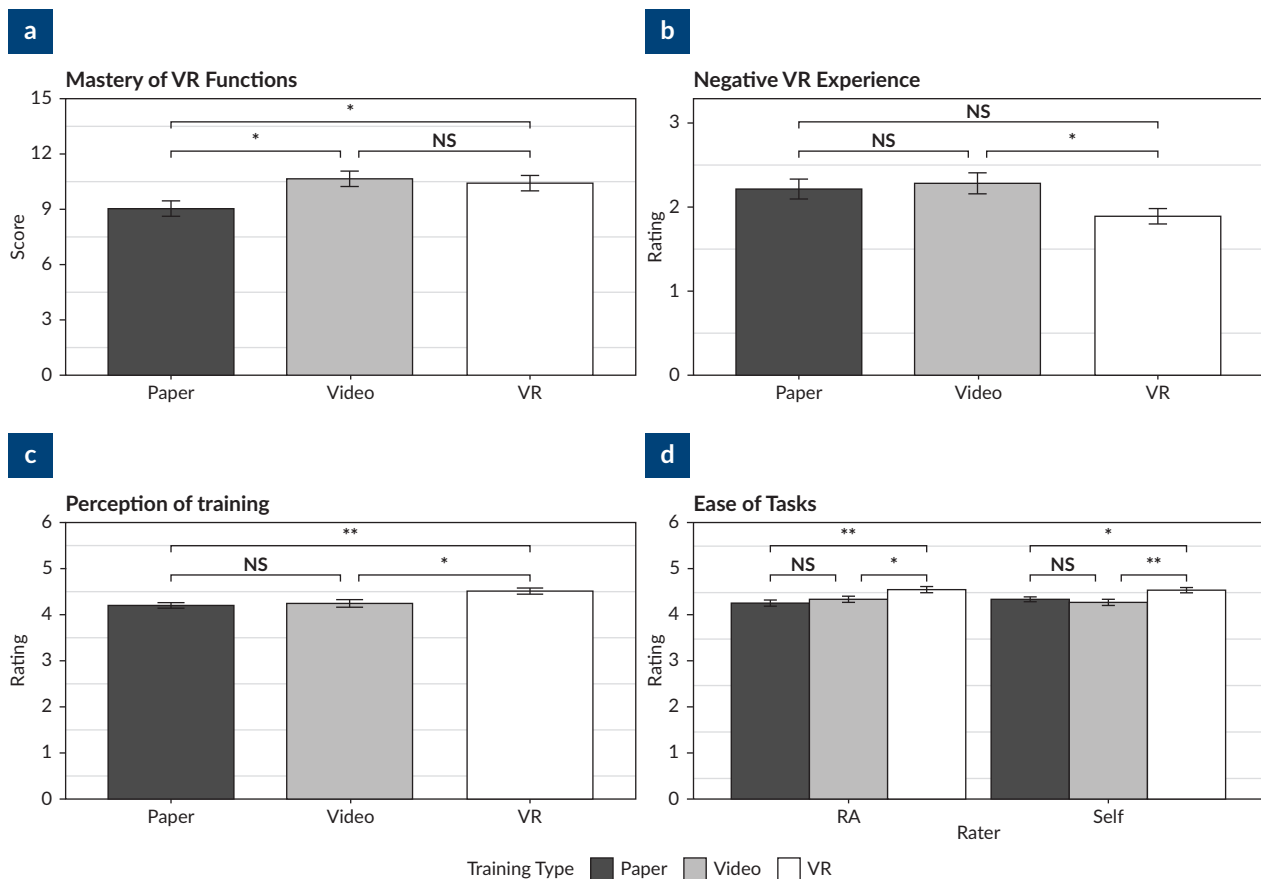 a
Mastery of VR Functions
15
12
9
6
3
0
Score
*
*
NS
Paper Video VR
b
Negative VR Experience
3
2
1
0
Rating
NS
NS
*
Paper Video VR
c
Perception of training
6
5
4
3
2
1
0
Rating
**
NS
*
Paper Video VR
d
Ease of Tasks
6
5
4
3
2
1
0
Rating
** *
NS * NS **
RA Self
Rater
Training Type Paper Video VR